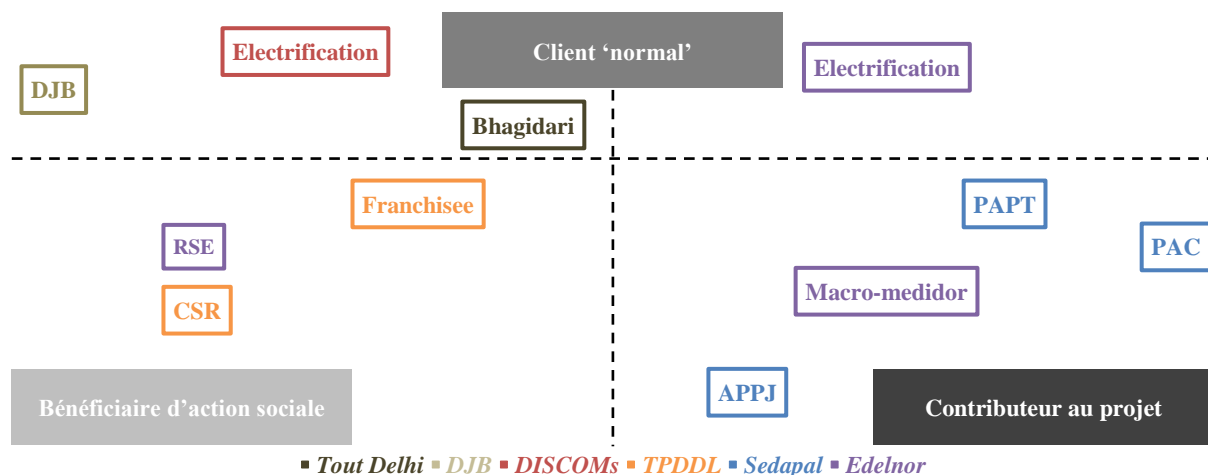 Electrification
Client ‘normal’
Electrification
DJB
Bhagidari
Franchisee
PAPT
RSE
PAC
Macro-medidor
CSR
Bénéficiaire d’action sociale
APPJ
Contributeur au projet
▪ Tout Delhi ▪ DJB ▪ DISCOMs ▪ TPDDL ▪ Sedapal ▪ Edelnor